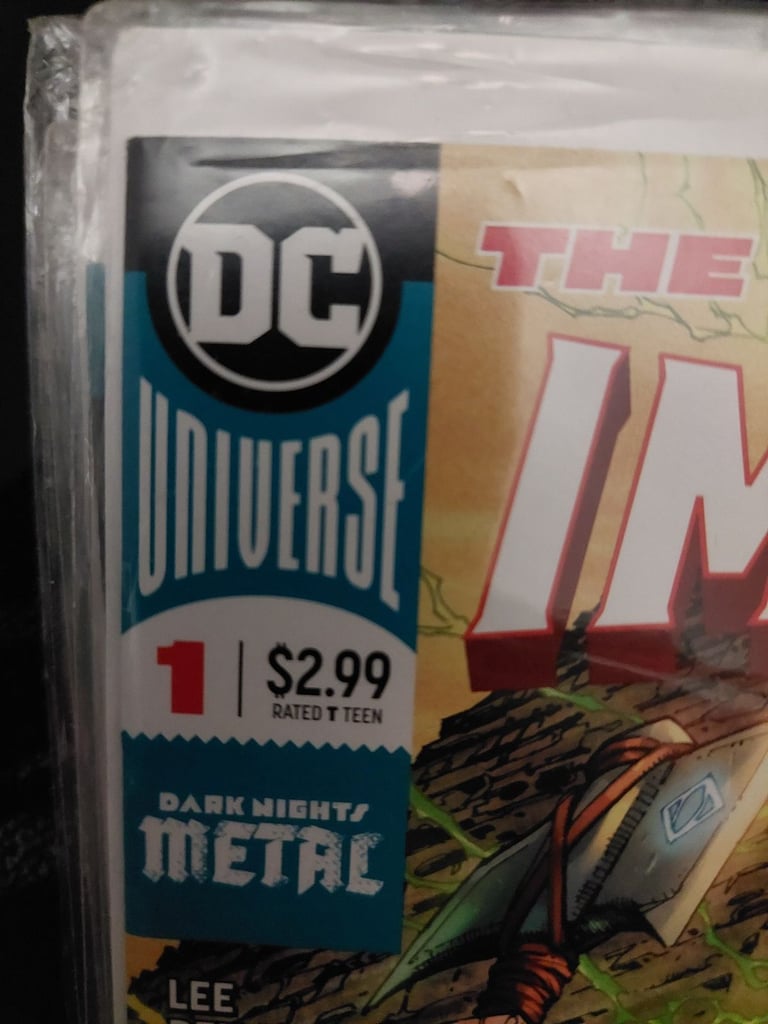 DC
UNIVERSE
1 $2.99
RATED T TEEN
DARK NIGHTS
METAL
THE
IM
LEE